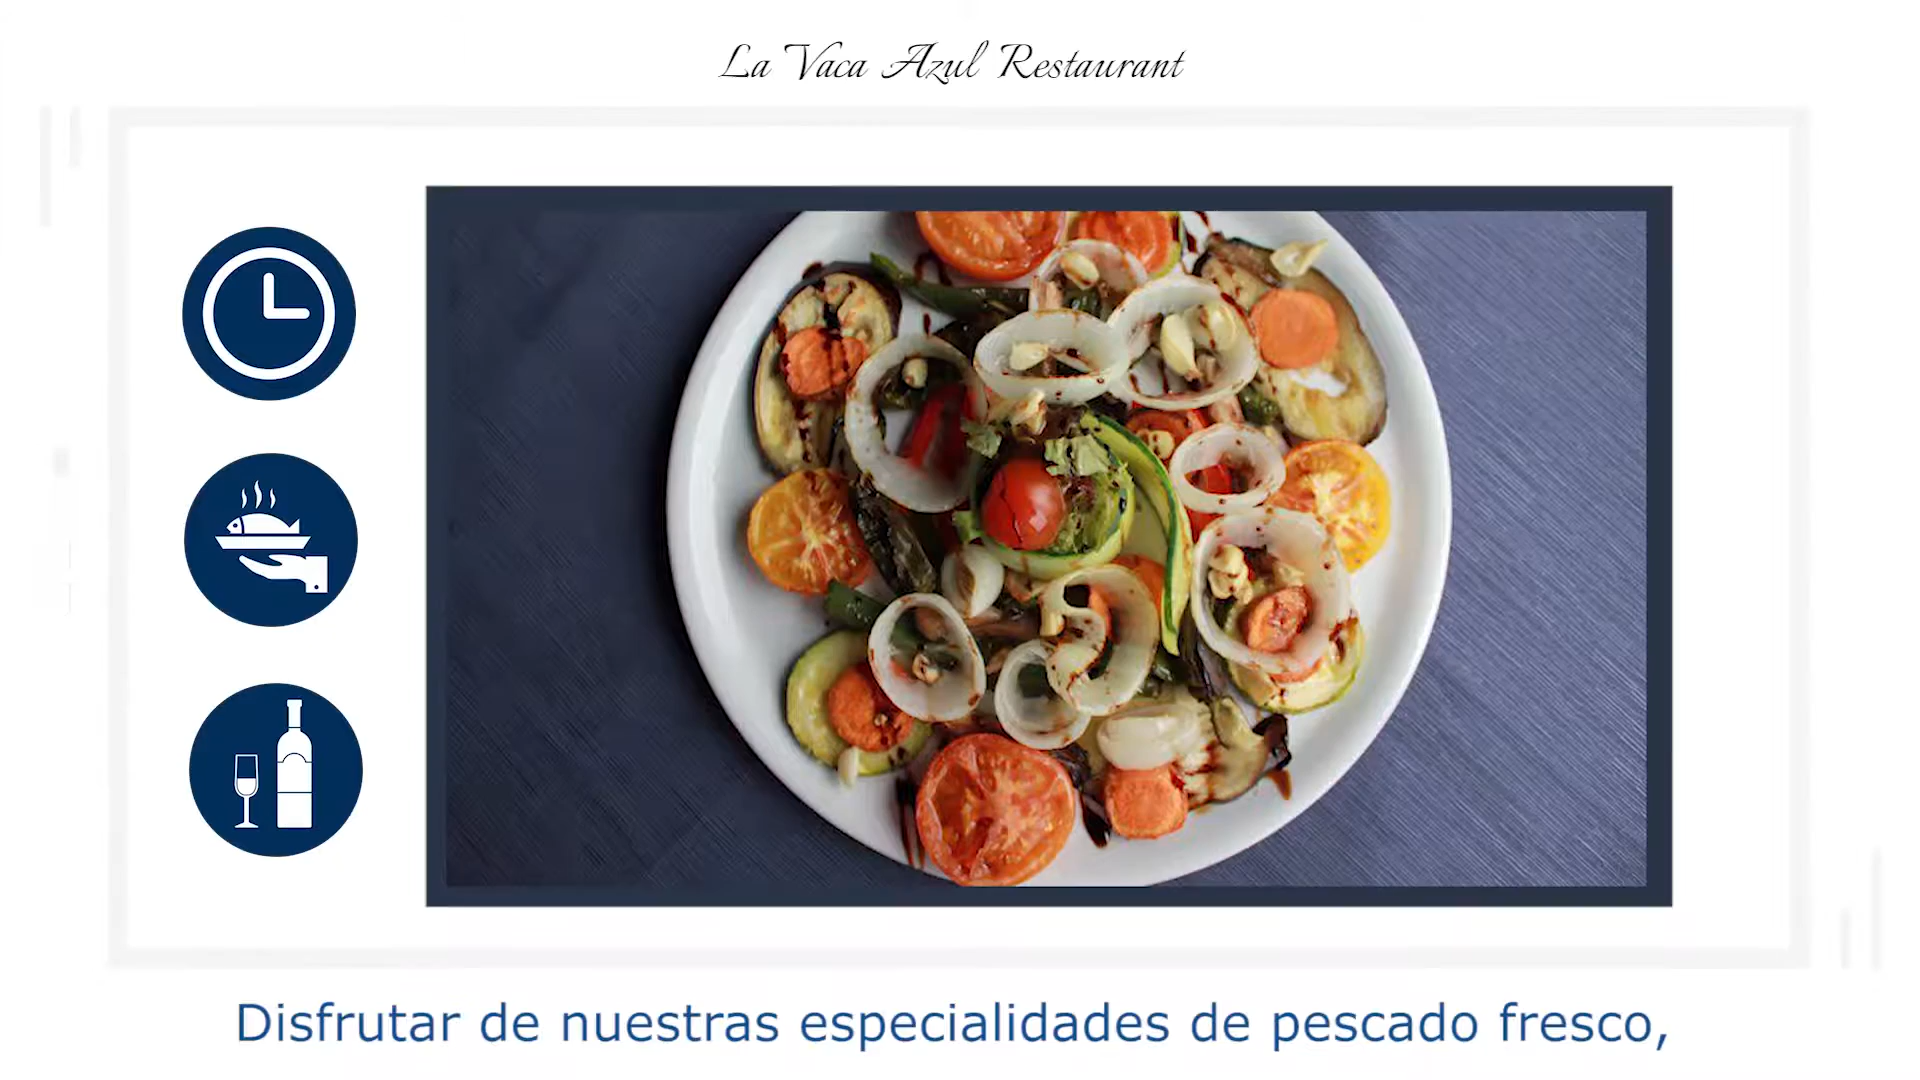 La Vaca Azul Restaurant
Disfrutar de nuestras especialidades de pescado fresco,